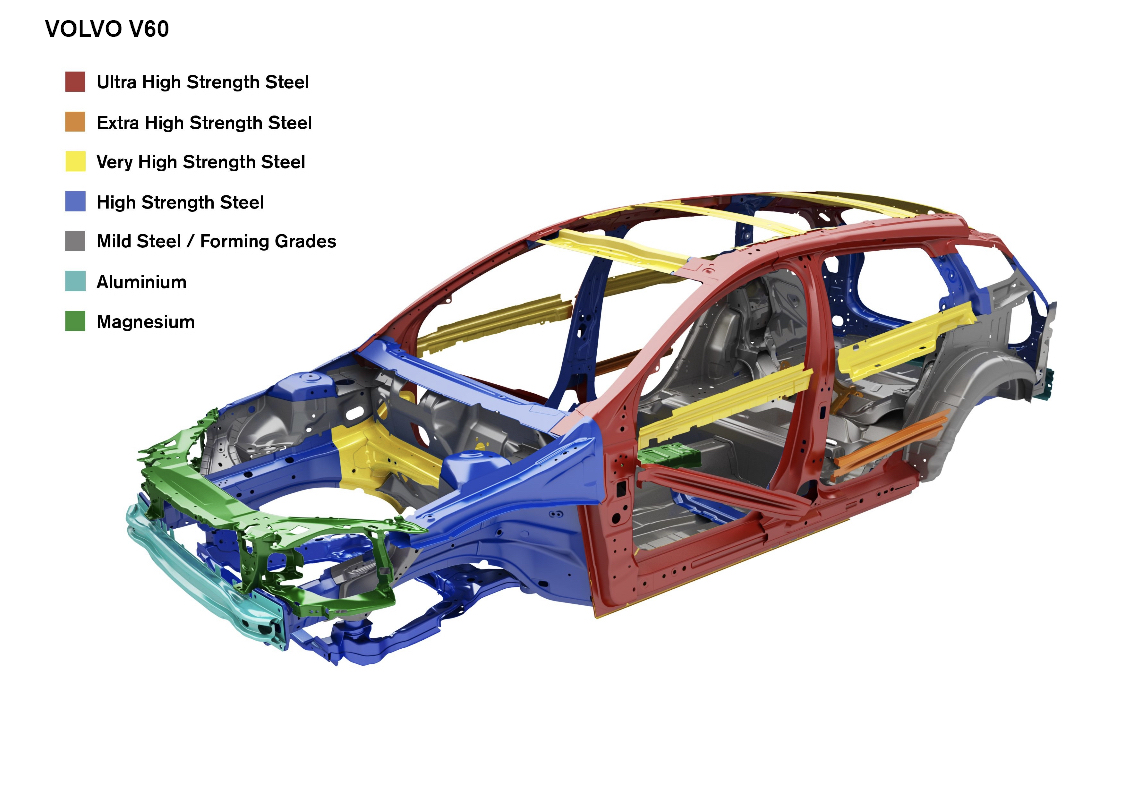 VOLVO V60
Ultra High Strength Steel
Extra High Strength Steel
Very High Strength Steel
High Strength Steel
Mild Steel / Forming Grades
Aluminium
Magnesium